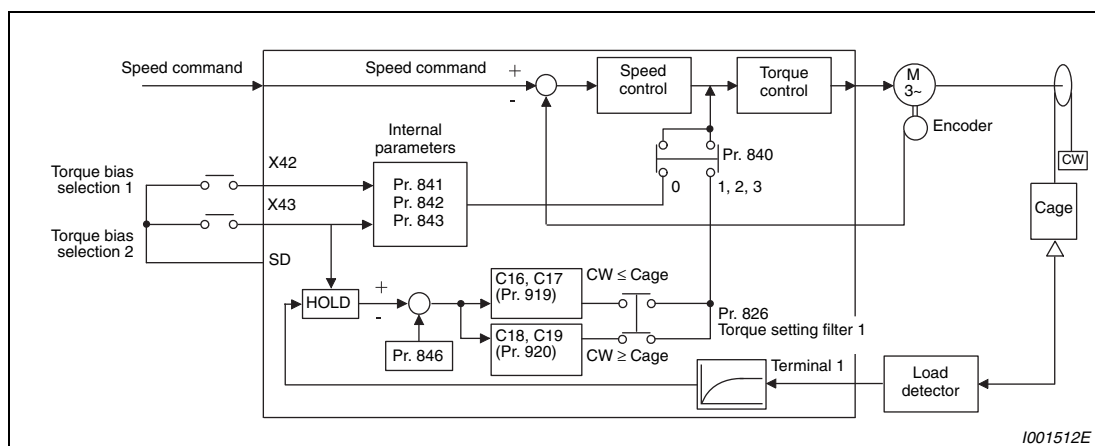 Speed command
Speed command
+
-
Speed
control
Torque
control
M
3~
Encoder
CW
Cage
Internal
parameters
Pr. 840
0
1, 2, 3
Torque bias
selection 1
X42
Pr. 841
Pr. 842
Pr. 843
X43
Torque bias
selection 2
SD
HOLD
+
-
Pr. 846
C16, C17
(Pr. 919)
CW ≤ Cage
C18, C19
(Pr. 920)
CW ≥ Cage
Pr. 826
Torque setting filter 1
Terminal 1
Load
detector
I001512E